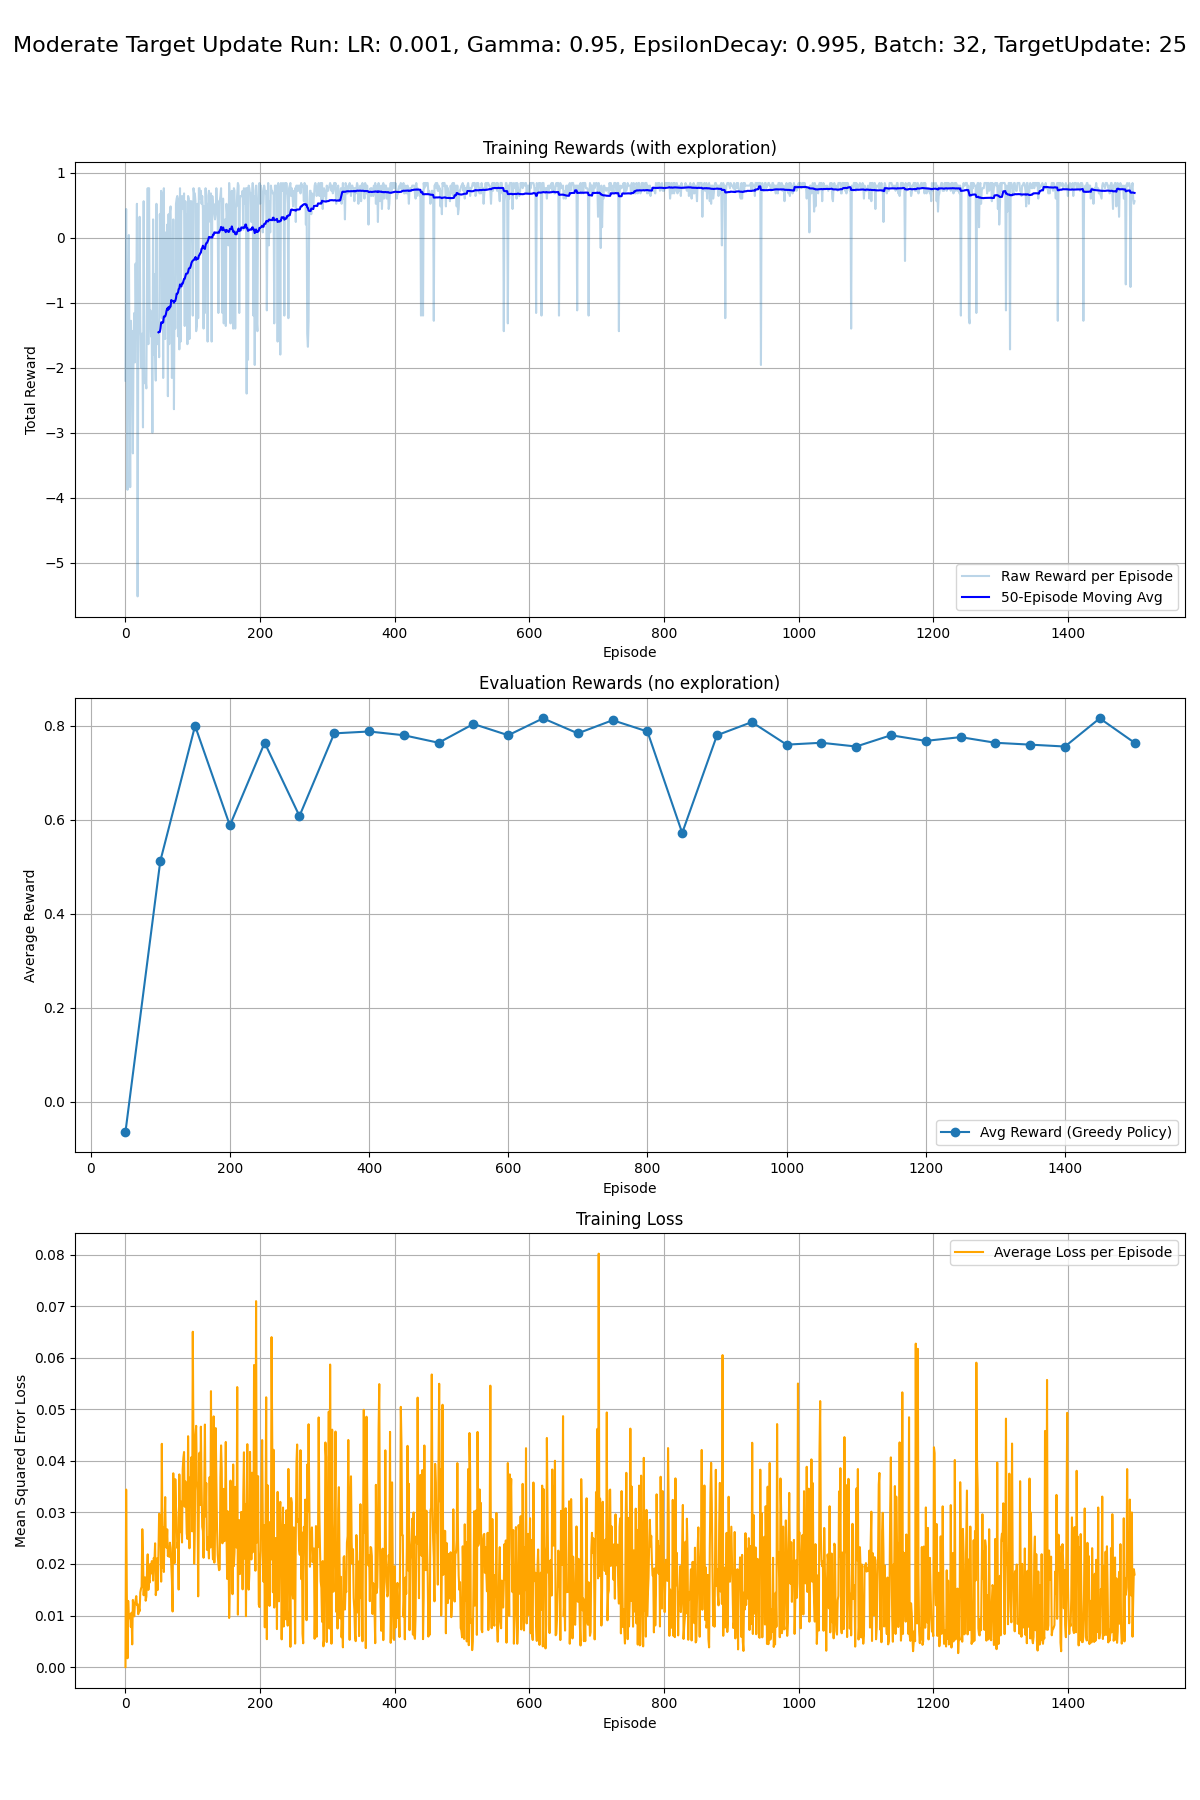 Moderate Target Update Run: LR: 0.001, Gamma: 0.95, EpsilonDecay: 0.995, Batch: 32, TargetUpdate: 25
Training Rewards (with exploration)
Total Reward
1
0
−1
−2
−3
−4
−5
Raw Reward per Episode
50-Episode Moving Avg
0 200 400 600 800 1000 1200 1400
Episode
Evaluation Rewards (no exploration)
Average Reward
0.8
0.6
0.4
0.2
0.0
Avg Reward (Greedy Policy)
0 200 400 600 800 1000 1200 1400
Episode
Training Loss
Mean Squared Error Loss
0.08
0.07
0.06
0.05
0.04
0.03
0.02
0.01
0.00
Average Loss per Episode
0 200 400 600 800 1000 1200 1400
Episode